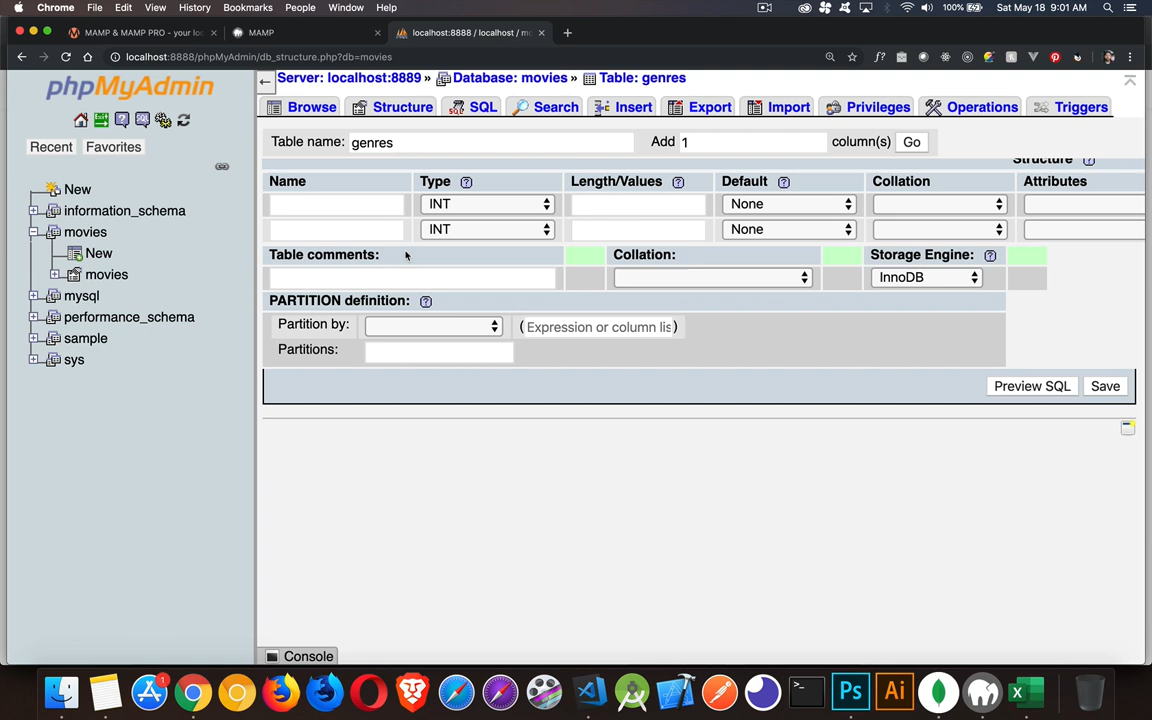 Chrome File Edit View History Bookmarks People Window Help 100% Sat May 18 9:01 AM
MAMP & MAMP PRO - your lo
MAMP
localhost:8888 / localhost / mo
localhost:8888/phpMyAdmin/db_structure.php?db=movies
phpMyAdmin
Recent Favorites
New
information_schema
movies
New
movies
mysql
performance_schema
sample
sys
Server: localhost:8889 » Database: movies » Table: genres
Browse Structure SQL Search Insert Export Import Privileges Operations Triggers
Table name: genres Add 1 column(s) Go
Structure
Name Type Length/Values Default Collation Attributes
INT None
INT None
Table comments: Collation: Storage Engine:
InnoDB
PARTITION definition:
Partition by: ( Expression or column lis )
Partitions:
Preview SQL Save
Console
1
Ps Ai